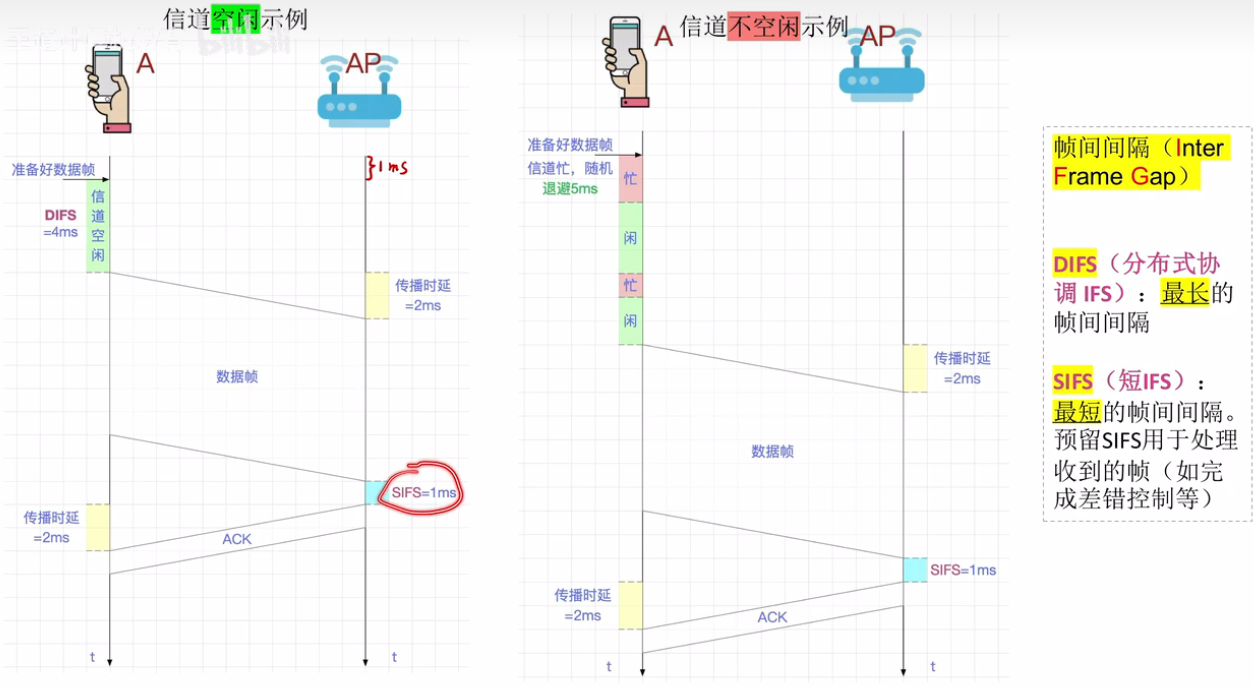 信道空闲示例
A
AP
1ms
准备好数据帧
信
道
空
闲
DIFS
=4ms
传播时延
=2ms
数据帧
SIFS=1ms
传播时延
=2ms
ACK
t
t
信道不空闲示例
A
AP
准备好数据帧
信道忙，随机
退避5ms
忙
闲
忙
闲
传播时延
=2ms
数据帧
SIFS=1ms
传播时延
=2ms
ACK
t
t
帧间间隔（Inter
Frame Gap）
DIFS（分布式协
调 IFS）：最长的
帧间间隔
SIFS（短IFS）：
最短的帧间间隔。
预留SIFS用于处理
收到的帧（如完
成差错控制等）